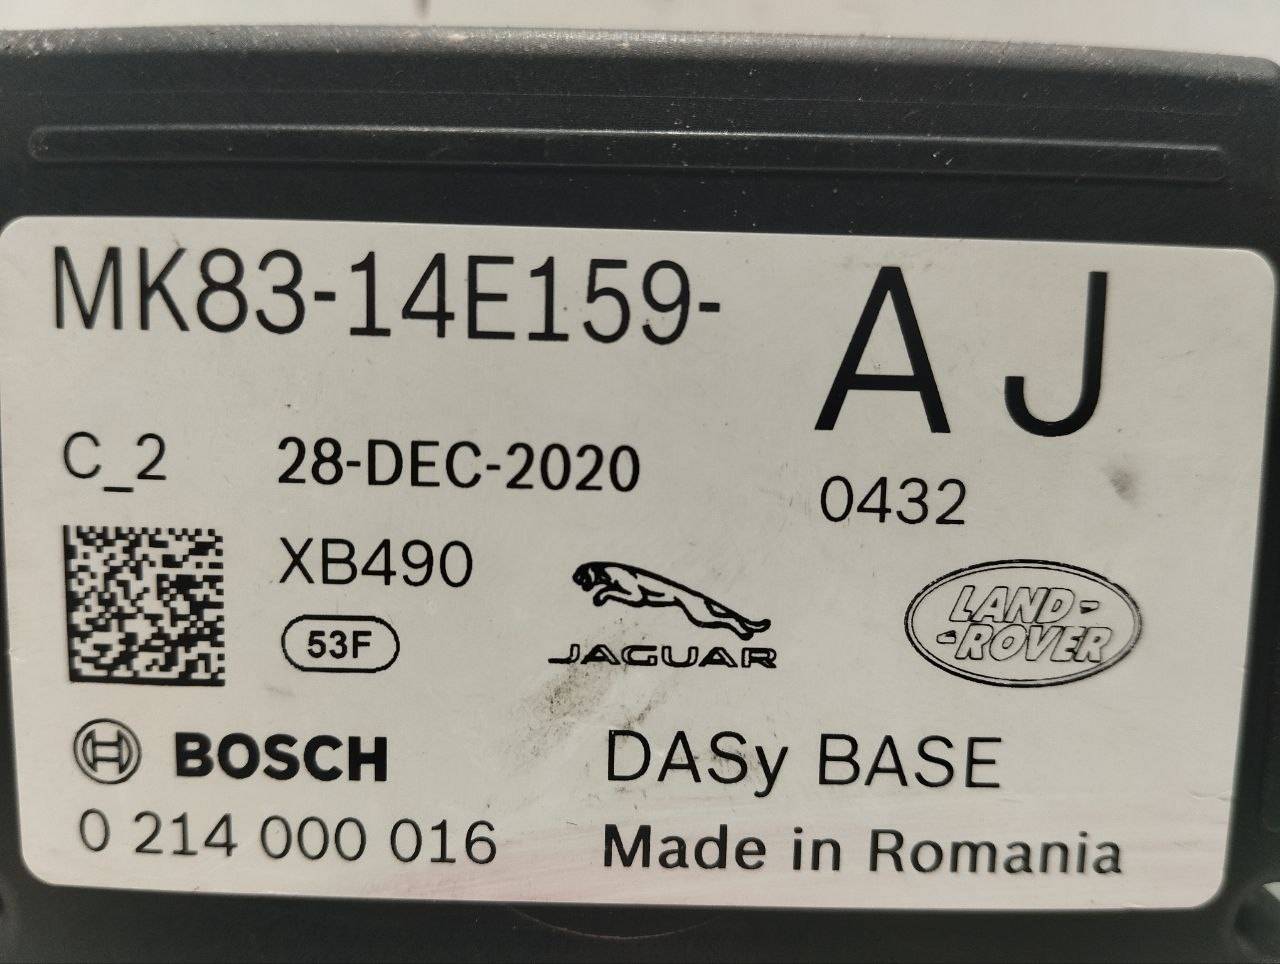 MK83-14E159- AJ
C_2 28-DEC-2020 0432
XB490
53F
JAGUAR
LAND-
-ROVER
BOSCH DASy BASE
0 214 000 016 Made in Romania